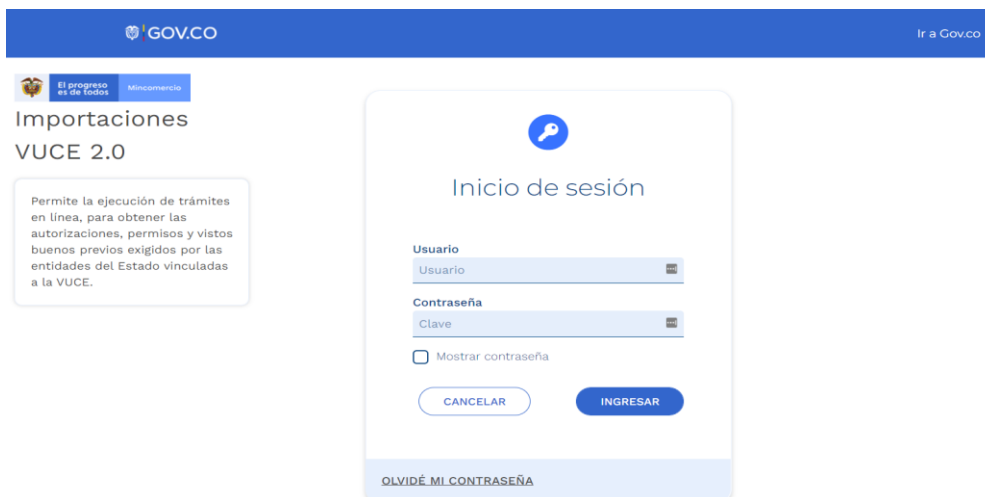 GOV.CO
Ir a Gov.co
El progreso
es de todos
Mincomercio
Importaciones
VUCE 2.0
Permite la ejecución de trámites
en línea, para obtener las
autorizaciones, permisos y vistos
buenos previos exigidos por las
entidades del Estado vinculadas
a la VUCE.
Inicio de sesión
Usuario
Usuario
Contraseña
Clave
Mostrar contraseña
CANCELAR
INGRESAR
OLVIDÉ MI CONTRASEÑA